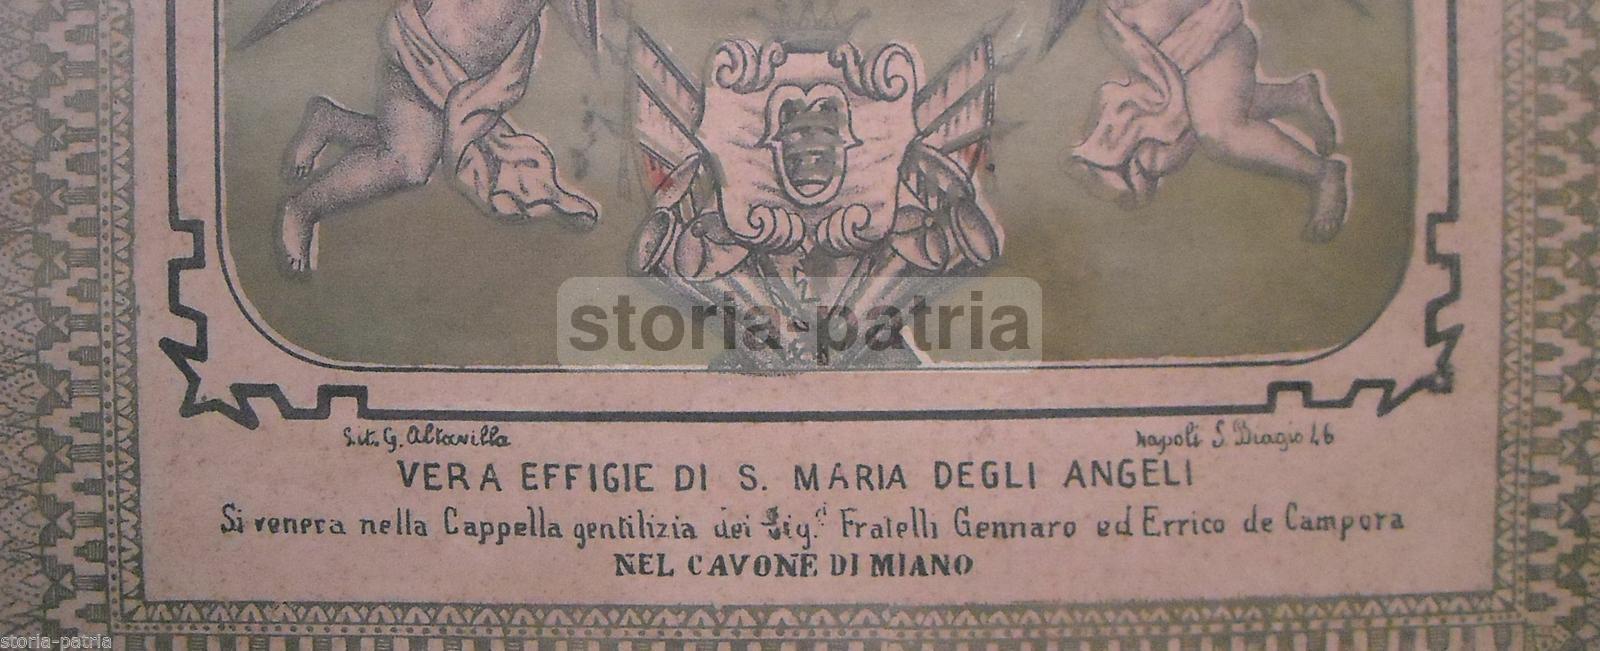 storia-patria
Lit. G. Altavilla
Napoli S. Biagio 26
VERA EFFIGIE DI S. MARIA DEGLI ANGELI
Si venera nella Cappella gentilizia dei Sig.ri Fratelli Gennaro ed Errico de Campora
NEL CAVONE DI MIANO
storia-patria